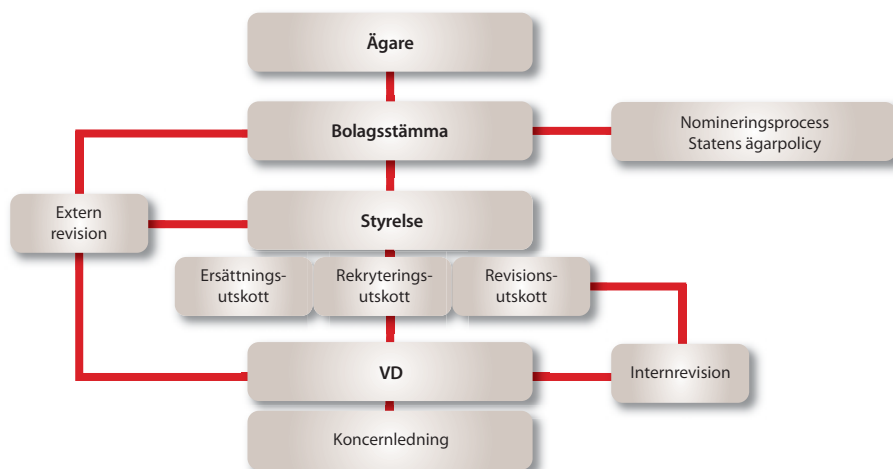 Ägare
Bolagsstämma
Nomineringsprocess
Statens ägarpolicy
Extern
revision
Styrelse
Ersättnings-
utskott
Rekryterings-
utskott
Revisions-
utskott
VD
Internrevision
Koncernledning